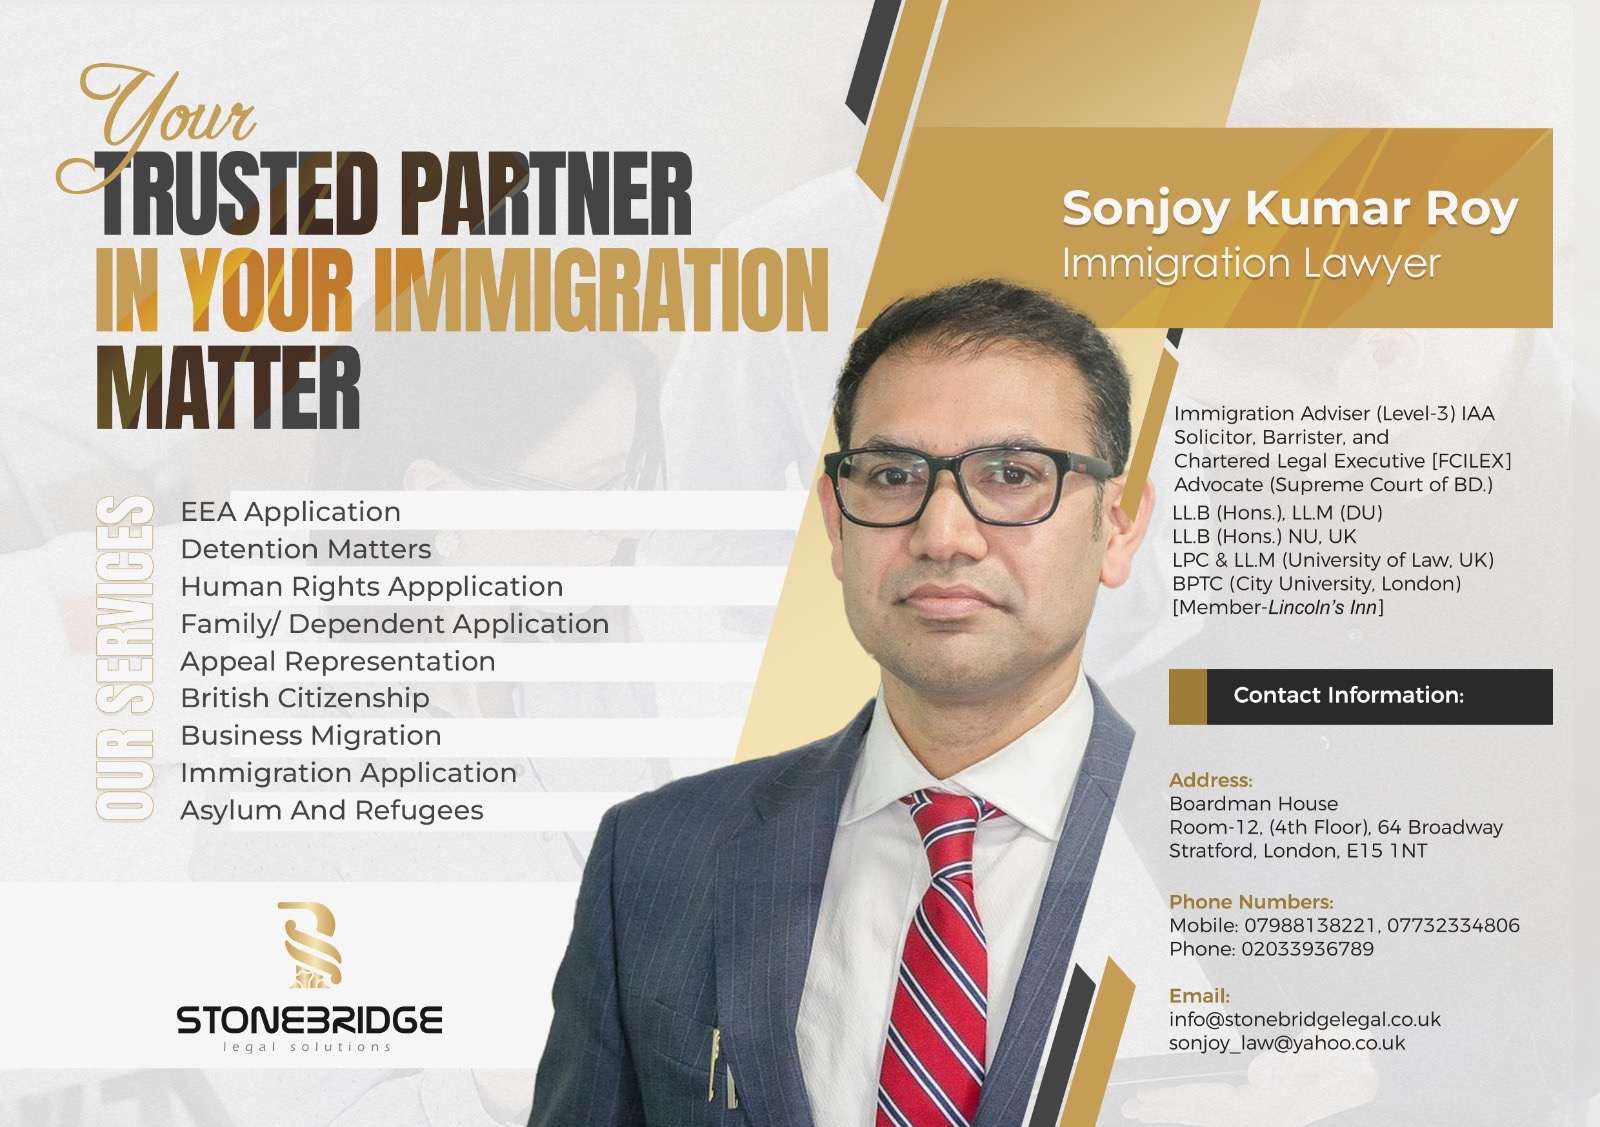 Your
TRUSTED PARTNER
IN YOUR IMMIGRATION
MATTER
OUR SERVICES
EEA Application
Detention Matters
Human Rights Appplication
Family/ Dependent Application
Appeal Representation
British Citizenship
Business Migration
Immigration Application
Asylum And Refugees
STONEBRIDGE
legal solutions
Sonjoy Kumar Roy
Immigration Lawyer
Immigration Adviser (Level-3) IAA
Solicitor, Barrister, and
Chartered Legal Executive [FCILEX]
Advocate (Supreme Court of BD.)
LL.B (Hons.), LL.M (DU)
LL.B (Hons.) NU, UK
LPC & LL.M (University of Law, UK)
BPTC (City University, London)
[Member-Lincoln's Inn]
Contact Information:
Address:
Boardman House
Room-12, (4th Floor), 64 Broadway
Stratford, London, E15 1NT
Phone Numbers:
Mobile: 07988138221, 07732334806
Phone: 02033936789
Email:
info@stonebridgelegal.co.uk
sonjoy_law@yahoo.co.uk